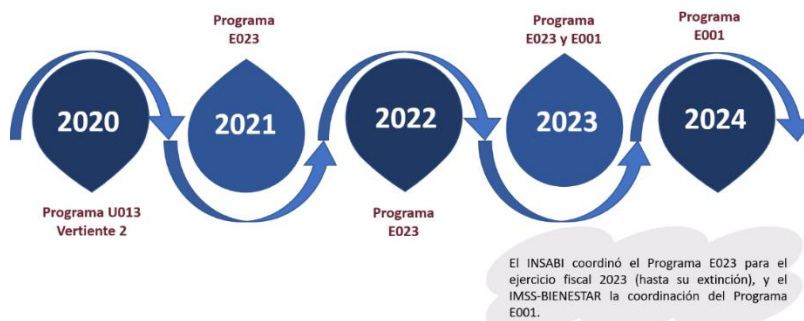 Programa
E023
Programa
E023 y E001
Programa
E001
2020
2021
2022
2023
2024
Programa U013
Vertiente 2
Programa
E023
El INSABI coordinó el Programa E023 para el
ejercicio fiscal 2023 (hasta su extinción), y el
IMSS-BIENESTAR la coordinación del Programa
E001.